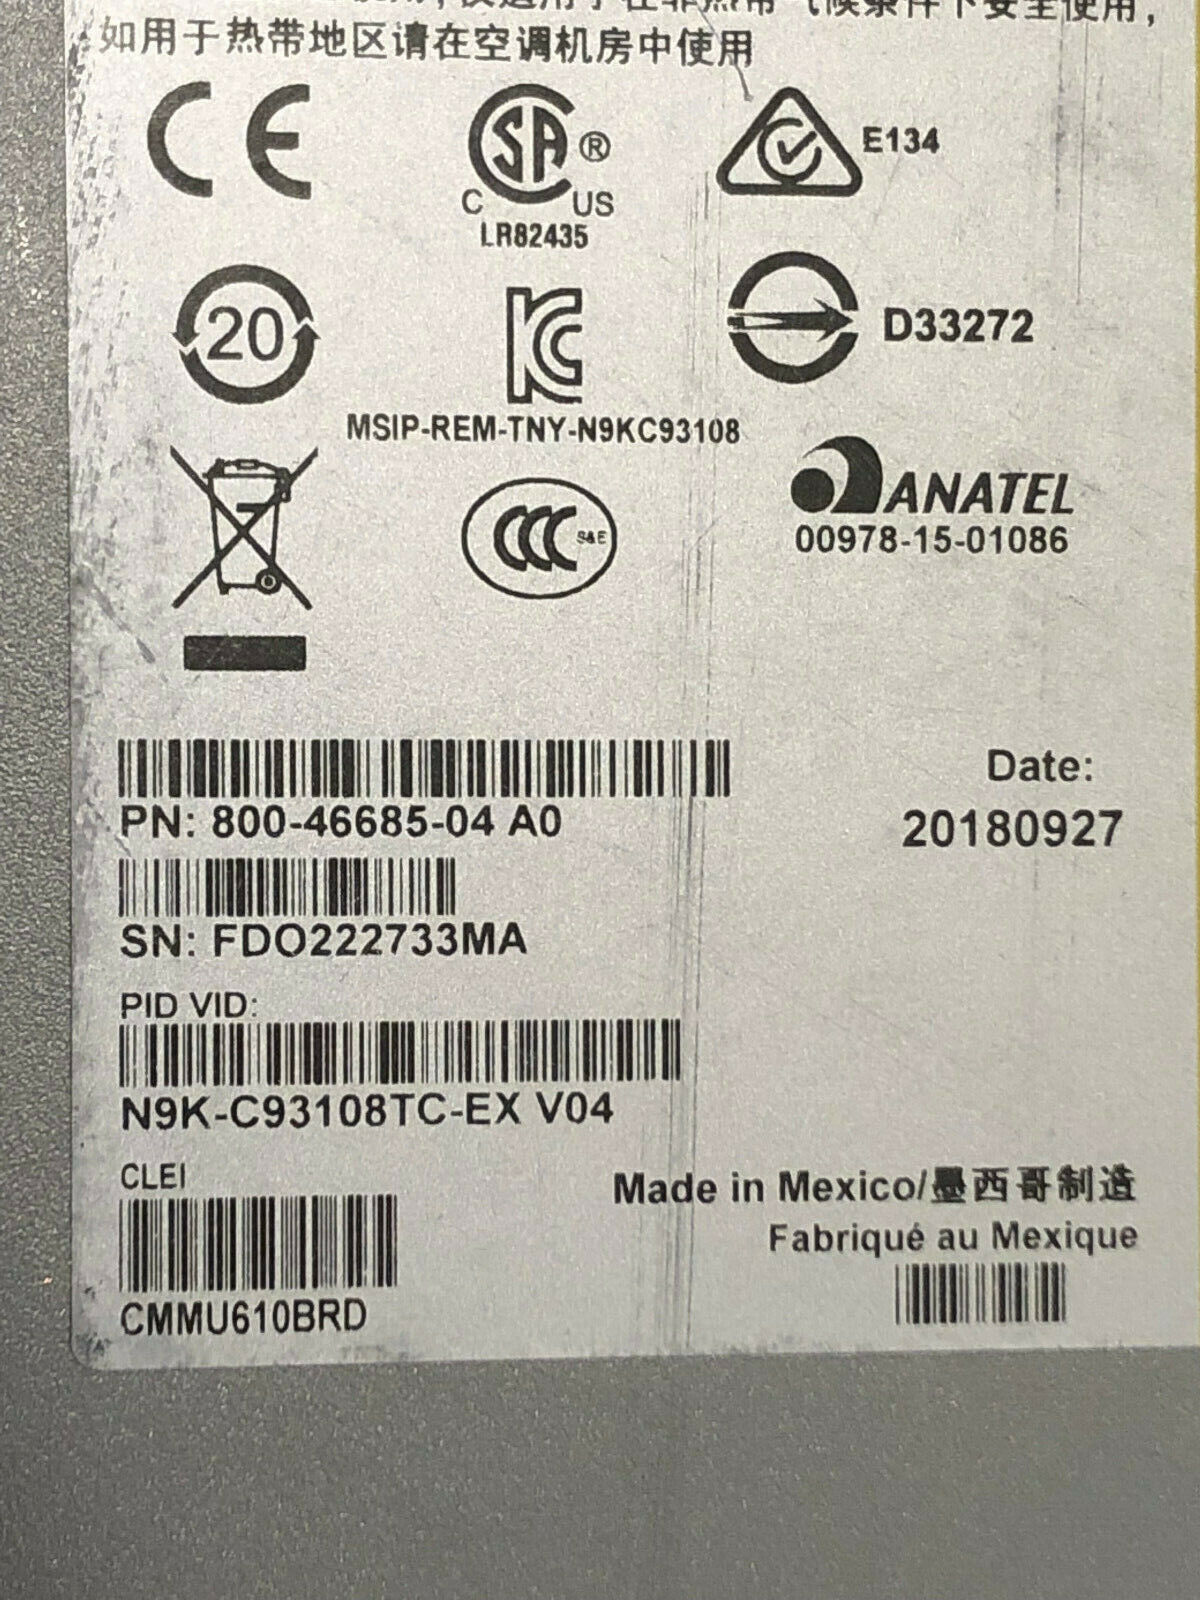 如用于热带地区请在空调机房中使用
CE
SA ®
C US
LR82435
E134
20
KC
MSIP-REM-TNY-N9KC93108
D33272
CCC S&E
ANATEL
00978-15-01086
PN: 800-46685-04 A0
Date:
20180927
SN: FDO222733MA
PID VID:
N9K-C93108TC-EX V04
CLEI
CMMU610BRD
Made in Mexico/墨西哥制造
Fabriqué au Mexique